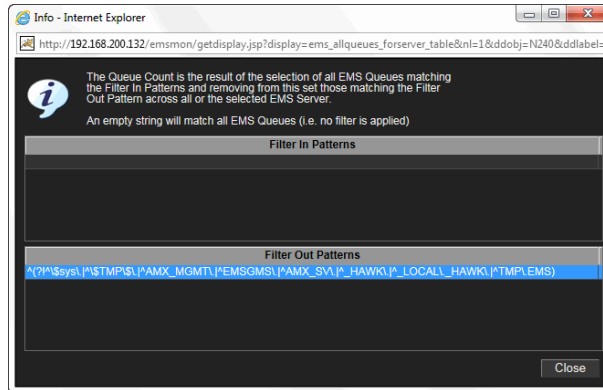 Info - Internet Explorer
http://192.168.200.132/emsmon/getdisplay.jsp?display=ems_allqueues_forserver_table&nl=1&ddobj=N240&ddlabel=
The Queue Count is the result of the selection of all EMS Queues matching
the Filter In Patterns and removing from this set those matching the Filter
Out Pattern across all or the selected EMS Server.
An empty string will match all EMS Queues (i.e. no filter is applied)
Filter In Patterns
Filter Out Patterns
^(?!^\$sys\.|^\$TMP\$\.|^AMX_MGMT\.|^EMSGMS\.|^AMX_SV\.|^_HAWK\.|^_LOCAL\._HAWK\.|^TMP\.EMS)
Close